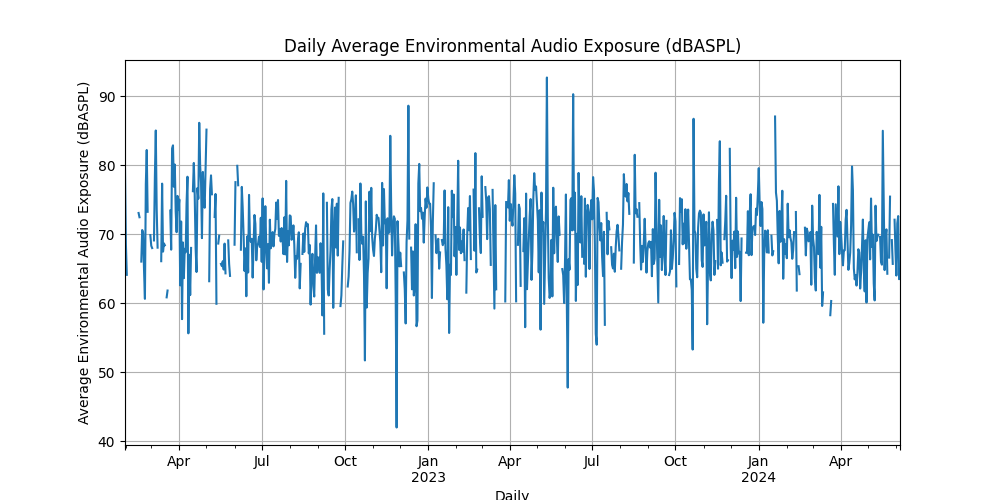 Daily Average Environmental Audio Exposure (dBASPL)
Average Environmental Audio Exposure (dBASPL)
90
80
70
60
50
40
Apr Jul Oct Jan Apr Jul Oct Jan Apr
2023 2024
Daily